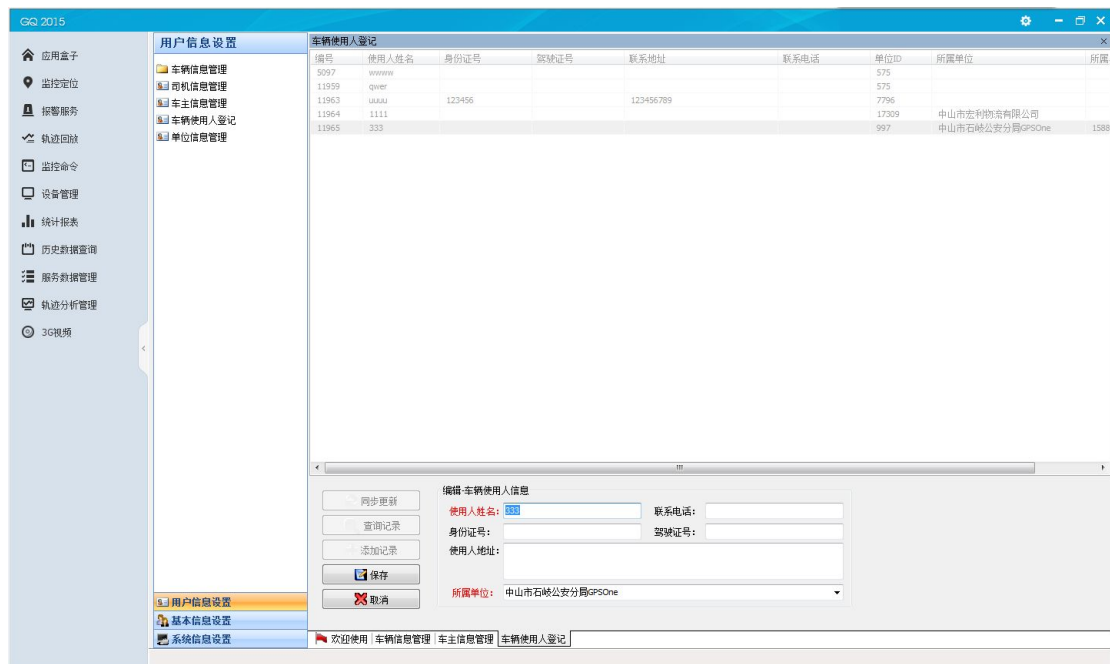 GQ 2015
应用盒子
监控定位
报警服务
轨迹回放
监控命令
设备管理
统计报表
历史数据查询
服务数据管理
轨迹分析管理
3G视频
用户信息设置
车辆信息管理
司机信息管理
车主信息管理
车辆使用人登记
单位信息管理
用户信息设置
基本信息设置
系统信息设置
车辆使用人登记
编号 使用人姓名 身份证号 驾驶证号 联系地址 联系电话 单位ID 所属单位 所属
5097 wwww 575
11959 qwer 575
11963 uuuu 123456 123456789 7796
11964 1111 17309 中山市宏利物流有限公司
11965 333 997 中山市石岐公安分局GPSOne 1588
同步更新
查询记录
添加记录
保存
取消
编辑-车辆使用人信息
使用人姓名: 333 联系电话:
身份证号: 驾驶证号:
使用人地址:
所属单位: 中山市石岐公安分局GPSOne
欢迎使用 车辆信息管理 车主信息管理 车辆使用人登记